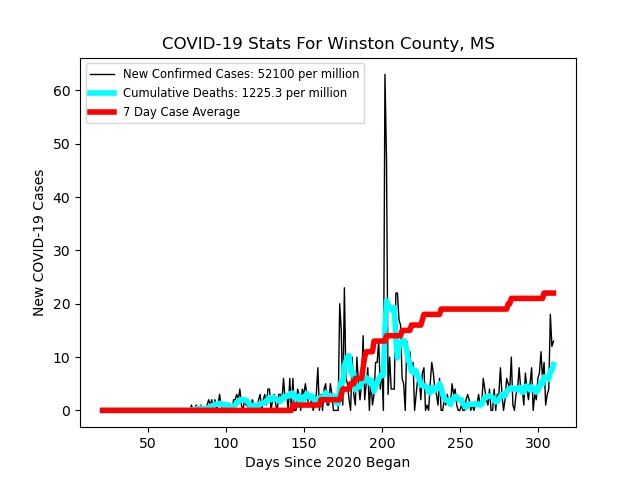 COVID-19 Stats For Winston County, MS
New Confirmed Cases: 52100 per million
Cumulative Deaths: 1225.3 per million
7 Day Case Average
New COVID-19 Cases
60
50
40
30
20
10
0
50 100 150 200 250 300
Days Since 2020 Began